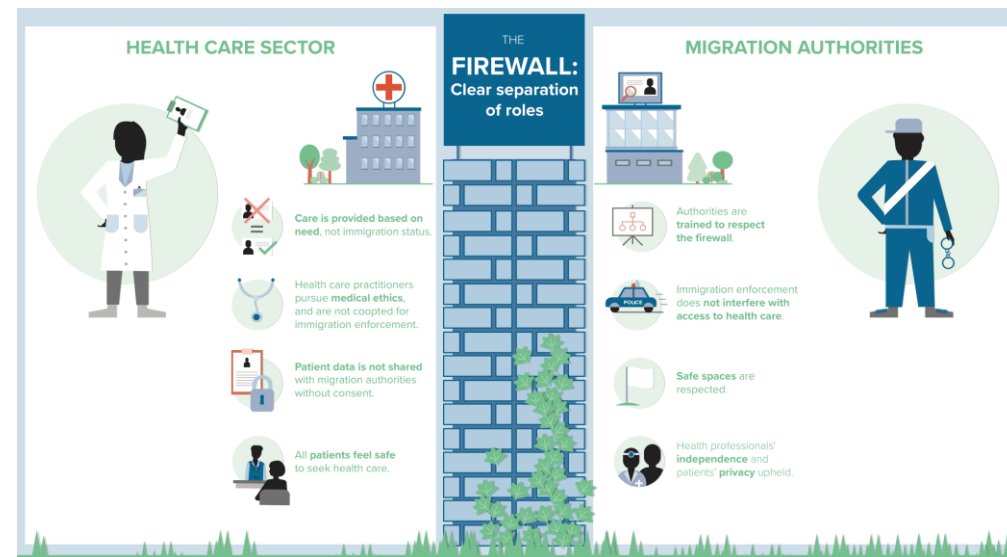 HEALTH CARE SECTOR
Care is provided based on
need, not immigration status.
Health care practitioners
pursue medical ethics,
and are not coopted for
immigration enforcement.
Patient data is not shared
with migration authorities
without consent.
All patients feel safe
to seek health care.
THE
FIREWALL:
Clear separation
of roles
MIGRATION AUTHORITIES
Authorities are
trained to respect
the firewall.
POLICE
Immigration enforcement
does not interfere with
access to health care.
Safe spaces are
respected.
Health professionals'
independence and
patients' privacy upheld.